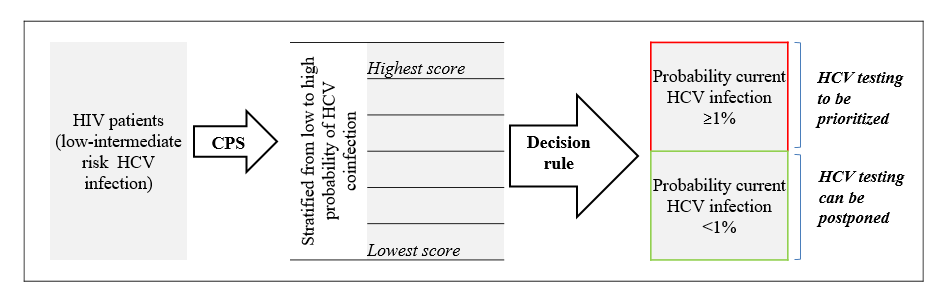 HIV patients
(low-intermediate
risk HCV
infection)
CPS
Stratified from low to high
probability of HCV
coinfection
Highest score
Lowest score
Decision
rule
Probability current
HCV infection
≥1%
HCV testing
to be
prioritized
Probability current
HCV infection
<1%
HCV testing
can be
postponed